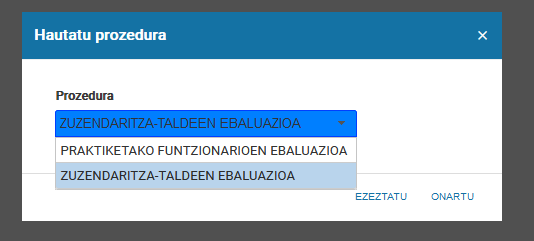 Hautatu prozedura
×
Prozedura
ZUZENDARITZA-TALDEEN EBALUAZIOA
PRAKTIKETAKO FUNTZIONARIOEN EBALUAZIOA
ZUZENDARITZA-TALDEEN EBALUAZIOA
EZEZTATU ONARTU